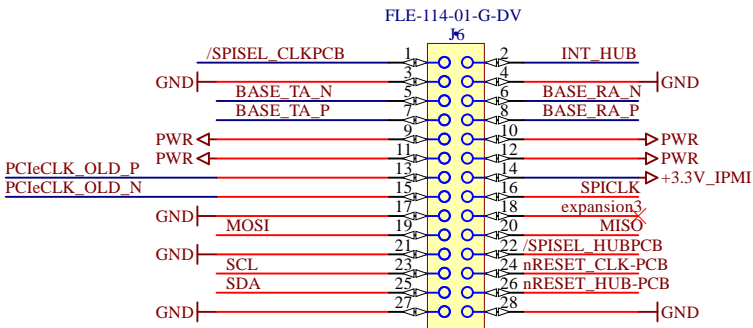 FLE-114-01-G-DV
J6
/SPISEL_CLKPCB 1 2 INT_HUB
GND 3 4 GND
BASE_TA_N 5 6 BASE_RA_N
BASE_TA_P 7 8 BASE_RA_P
PWR 9 10 PWR
PWR 11 12 PWR
PCIeCLK_OLD_P 13 14 +3.3V_IPMI
PCIeCLK_OLD_N 15 16 SPICLK
GND 17 18 expansion3
MOSI 19 20 MISO
GND 21 22 /SPISEL_HUBPCB
SCL 23 24 nRESET_CLK-PCB
SDA 25 26 nRESET_HUB-PCB
GND 27 28 GND